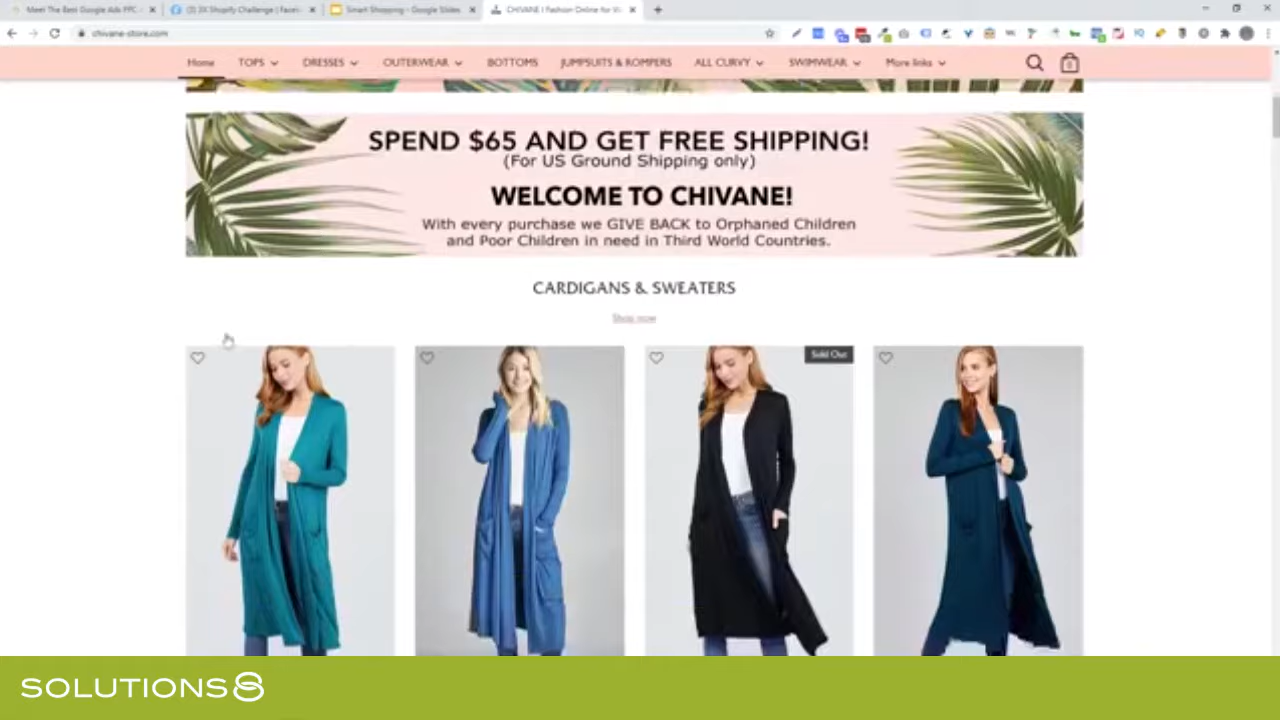 Meet The Best Google Ads PPC
(3) 3X Shopify Challenge | Face
Smart Shopping - Google Slides
CHIVANE | Fashion Online for W
chivane-store.com
Home TOPS DRESSES OUTERWEAR BOTTOMS JUMPSUITS & ROMPERS ALL CURVY SWIMWEAR More links
0
SPEND $65 AND GET FREE SHIPPING!
(For US Ground Shipping only)
WELCOME TO CHIVANE!
With every purchase we GIVE BACK to Orphaned Children
and Poor Children in need in Third World Countries.
CARDIGANS & SWEATERS
Shop now
Sold Out
SOLUTIONS8